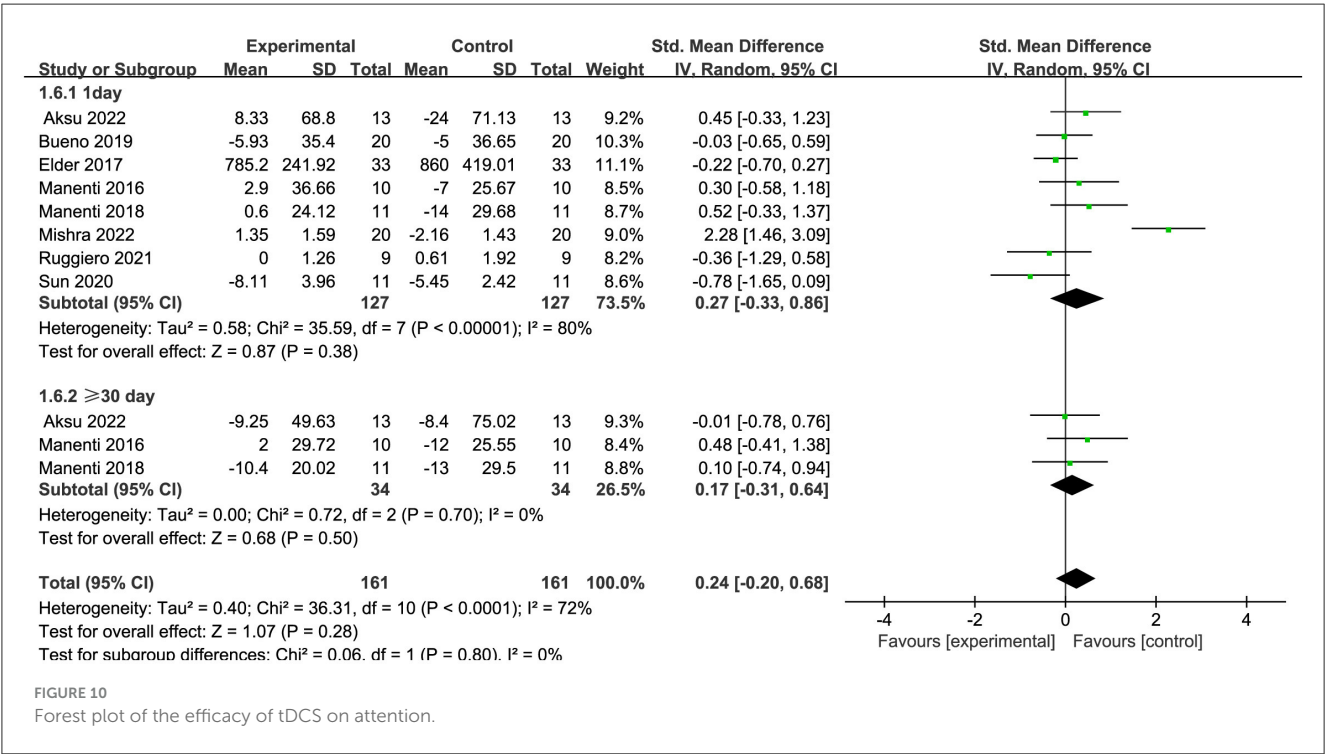 Experimental Control Std. Mean Difference Std. Mean Difference
Study or Subgroup Mean SD Total Mean SD Total Weight IV, Random, 95% CI IV, Random, 95% CI
1.6.1 1day
Aksu 2022 8.33 68.8 13 -24 71.13 13 9.2% 0.45 [-0.33, 1.23]
Bueno 2019 -5.93 35.4 20 -5 36.65 20 10.3% -0.03 [-0.65, 0.59]
Elder 2017 785.2 241.92 33 860 419.01 33 11.1% -0.22 [-0.70, 0.27]
Manenti 2016 2.9 36.66 10 -7 25.67 10 8.5% 0.30 [-0.58, 1.18]
Manenti 2018 0.6 24.12 11 -14 29.68 11 8.7% 0.52 [-0.33, 1.37]
Mishra 2022 1.35 1.59 20 -2.16 1.43 20 9.0% 2.28 [1.46, 3.09]
Ruggiero 2021 0 1.26 9 0.61 1.92 9 8.2% -0.36 [-1.29, 0.58]
Sun 2020 -8.11 3.96 11 -5.45 2.42 11 8.6% -0.78 [-1.65, 0.09]
Subtotal (95% CI) 127 127 73.5% 0.27 [-0.33, 0.86]
Heterogeneity: Tau² = 0.58; Chi² = 35.59, df = 7 (P < 0.00001); I² = 80%
Test for overall effect: Z = 0.87 (P = 0.38)
1.6.2 ⩾30 day
Aksu 2022 -9.25 49.63 13 -8.4 75.02 13 9.3% -0.01 [-0.78, 0.76]
Manenti 2016 2 29.72 10 -12 25.55 10 8.4% 0.48 [-0.41, 1.38]
Manenti 2018 -10.4 20.02 11 -13 29.5 11 8.8% 0.10 [-0.74, 0.94]
Subtotal (95% CI) 34 34 26.5% 0.17 [-0.31, 0.64]
Heterogeneity: Tau² = 0.00; Chi² = 0.72, df = 2 (P = 0.70); I² = 0%
Test for overall effect: Z = 0.68 (P = 0.50)
Total (95% CI) 161 161 100.0% 0.24 [-0.20, 0.68]
Heterogeneity: Tau² = 0.40; Chi² = 36.31, df = 10 (P < 0.0001); I² = 72%
Test for overall effect: Z = 1.07 (P = 0.28)
Test for subgroup differences: Chi² = 0.06, df = 1 (P = 0.80), I² = 0%
-4 -2 0 2 4
Favours [experimental] Favours [control]
FIGURE 10
Forest plot of the efficacy of tDCS on attention.